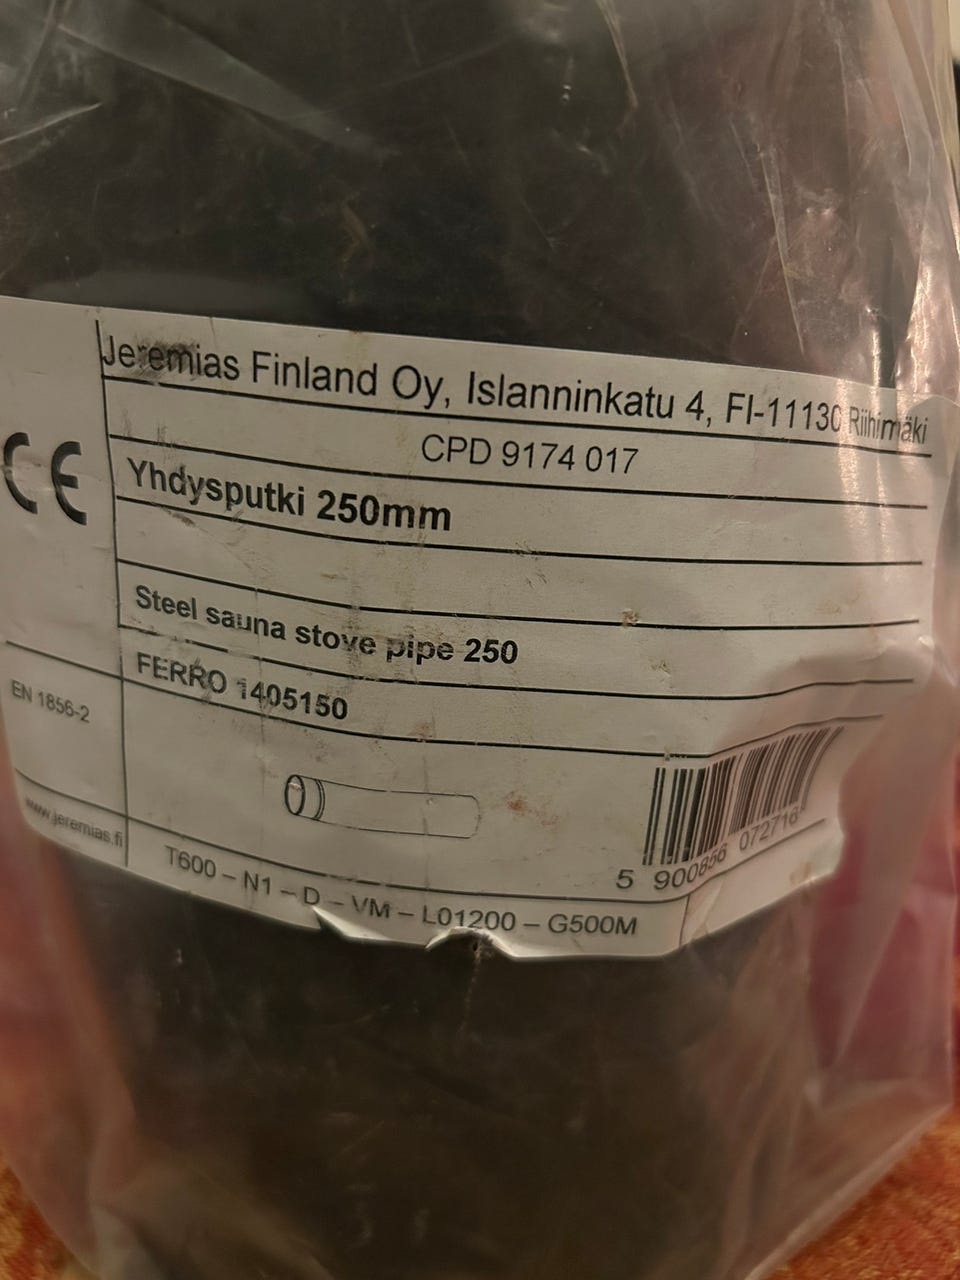 Jeremias Finland Oy, Islanninkatu 4, FI-11130 Riihimäki
CPD 9174 017
CE
Yhdysputki 250mm
Steel sauna stove pipe 250
FERRO 1405150
EN 1856-2
www.jeremias.fi
5 900856 072716
T600 – N1 – D – VM – L01200 – G500M